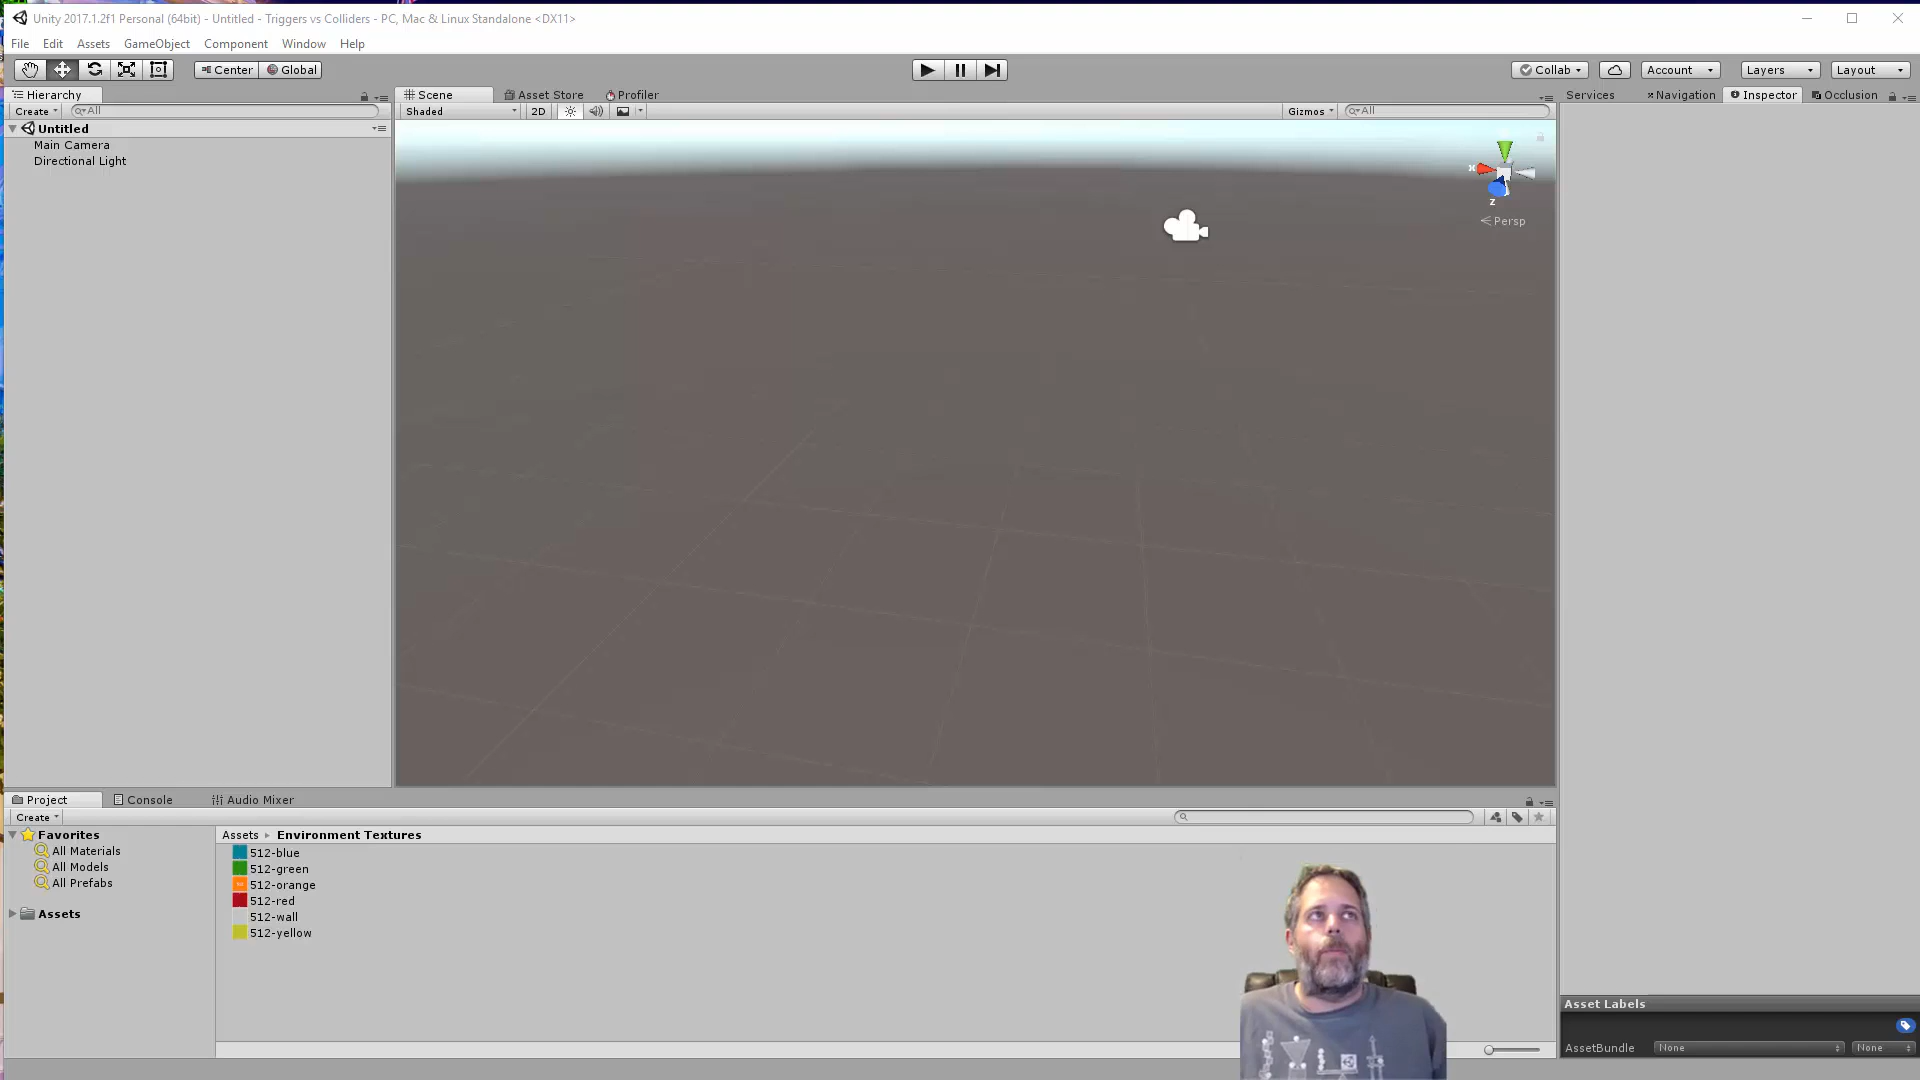 Unity 2017.1.2f1 Personal (64bit) - Untitled - Triggers vs Colliders - PC, Mac & Linux Standalone <DX11>
File Edit Assets GameObject Component Window Help
Center Global Collab Account Layers Layout
Hierarchy
Create All
Untitled
Main Camera
Directional Light
Scene Asset Store Profiler
Shaded 2D Gizmos All
x
z
Persp
Services Navigation Inspector Occlusion
Project Console Audio Mixer
Create
Favorites
All Materials
All Models
All Prefabs
Assets
Assets Environment Textures
512-blue
512-green
512-orange
512-red
512-wall
512-yellow
Asset Labels
AssetBundle None None